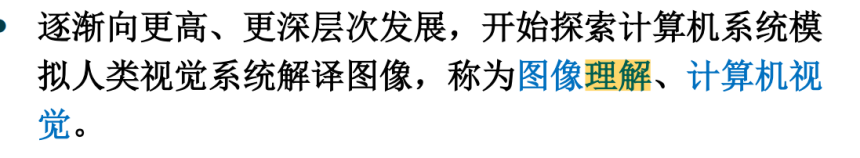 • 逐渐向更高、更深层次发展，开始探索计算机系统模
拟人类视觉系统解译图像，称为图像理解、计算机视
觉。